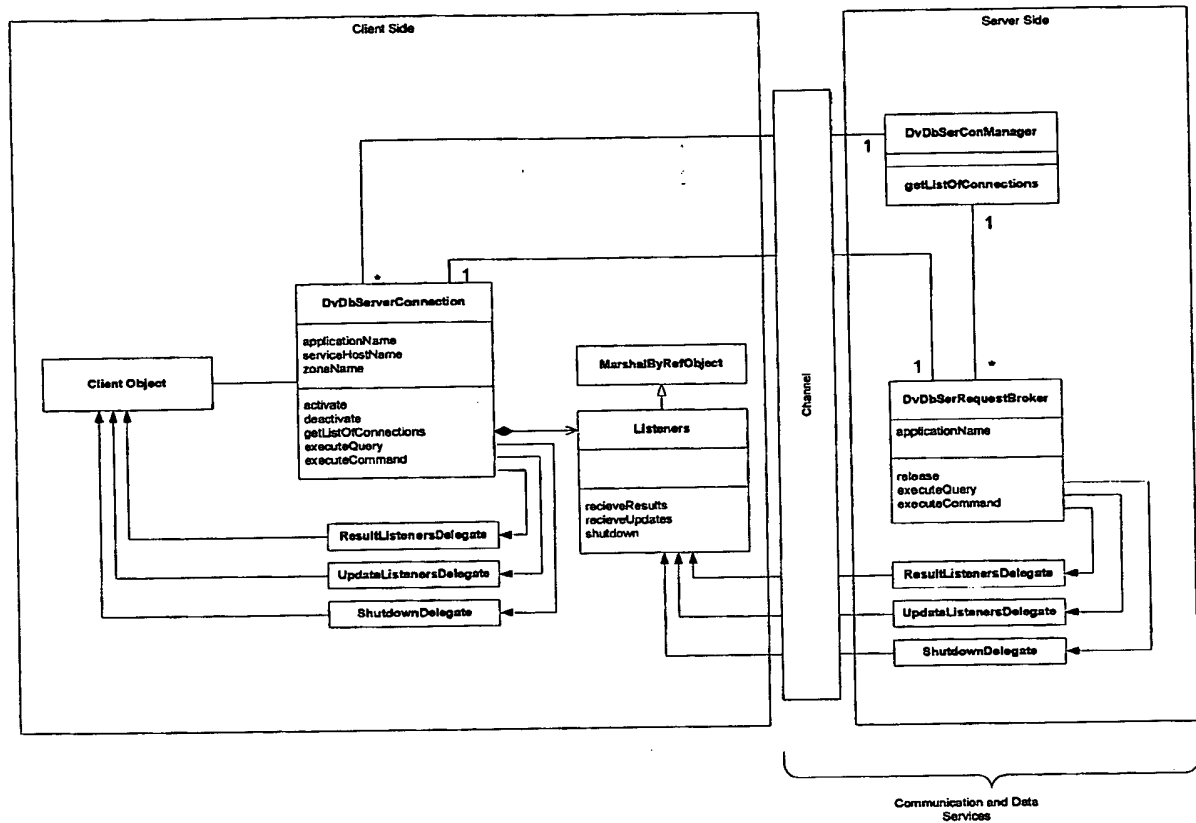 Client Side
Server Side
DvDbSerConManager
1
getListOfConnections
1
*
1
DvDbServerConnection
applicationName
serviceHostName
zoneName
MarshalByRefObject
1
*
Client Object
Channel
DvDbSerRequestBroker
activate
deactivate
getListOfConnections
executeQuery
executeCommand
Listeners
applicationName
release
executeQuery
executeCommand
recieveResults
recieveUpdates
shutdown
ResultListenersDelegate
ResultListenersDelegate
UpdateListenersDelegate
UpdateListenersDelegate
ShutdownDelegate
ShutdownDelegate
Communication and Data
Services